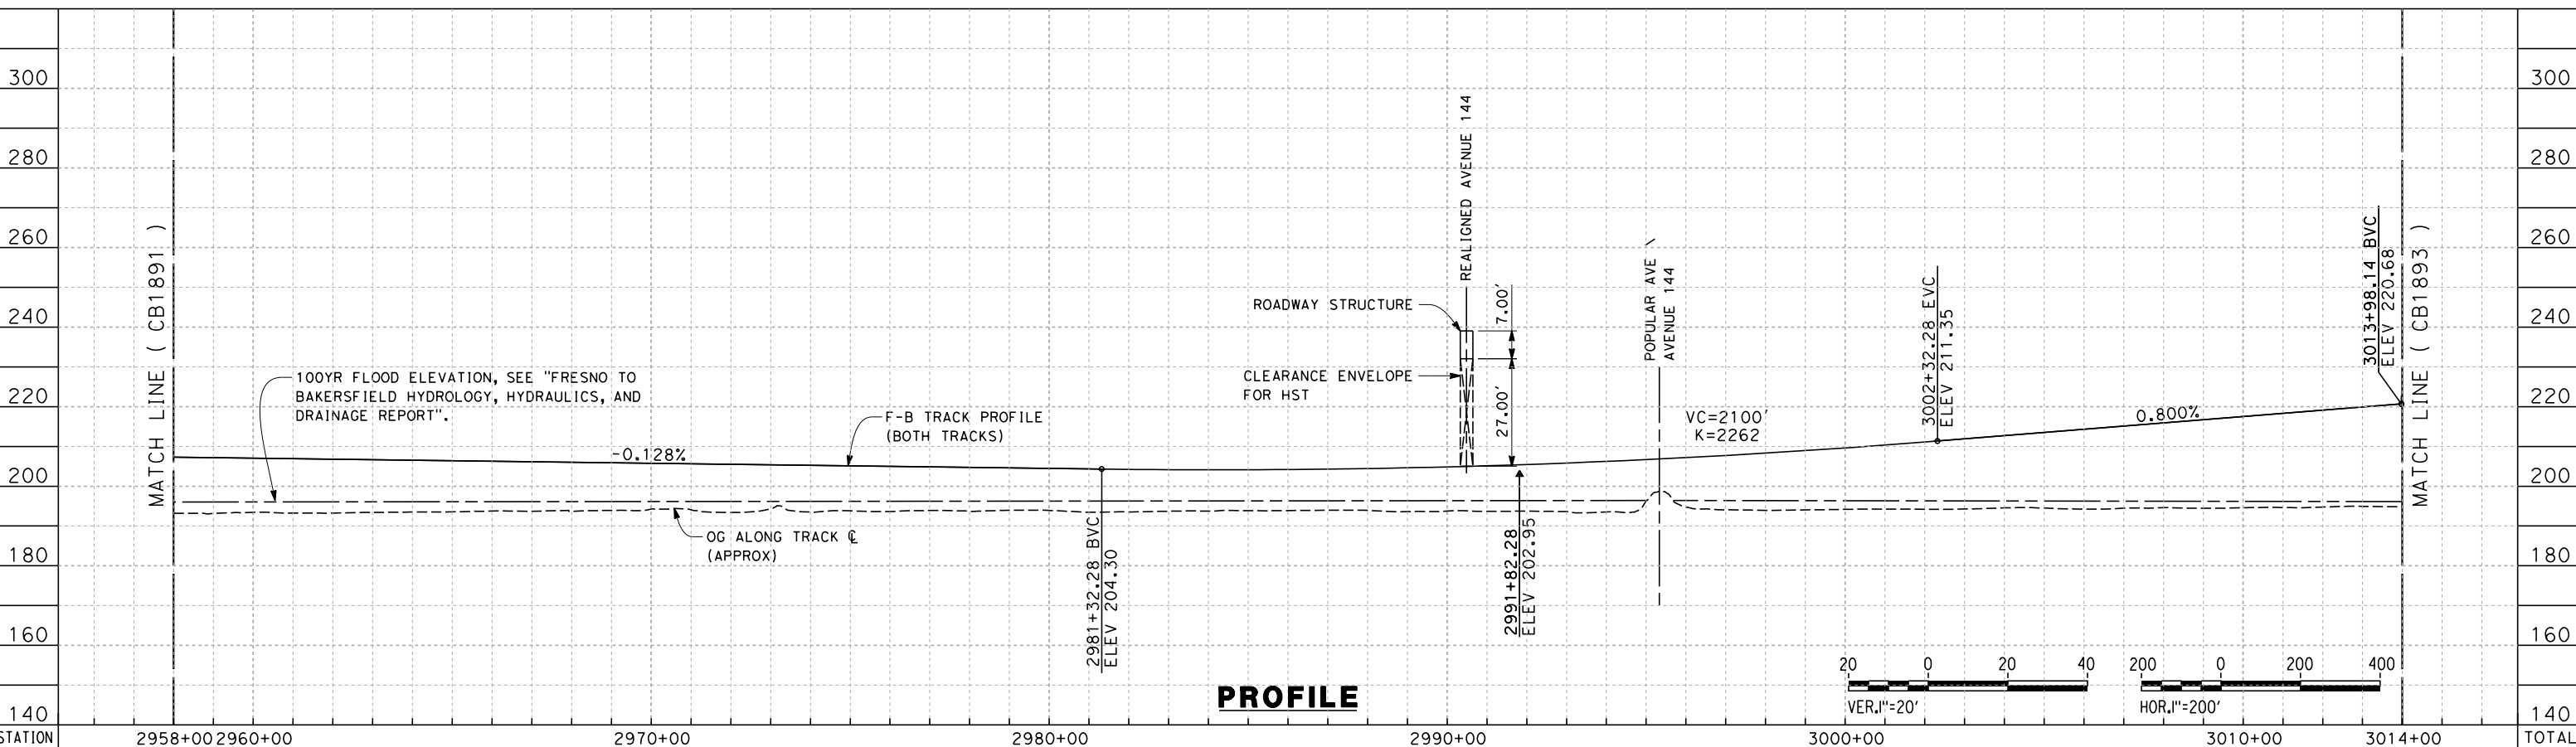 300
280
260
240
220
200
180
160
140
STATION
MATCH LINE ( CB1891 )
100YR FLOOD ELEVATION, SEE "FRESNO TO
BAKERSFIELD HYDROLOGY, HYDRAULICS, AND
DRAINAGE REPORT".
-0.128%
F-B TRACK PROFILE
(BOTH TRACKS)
OG ALONG TRACK ℄
(APPROX)
2981+32.28 BVC
ELEV 204.30
REALIGNED AVENUE 144
ROADWAY STRUCTURE
CLEARANCE ENVELOPE
FOR HST
7.00'
27.00'
2991+82.28
ELEV 202.95
POPULAR AVE \
AVENUE 144
VC=2100'
K=2262
3002+32.28 EVC
ELEV 211.35
0.800%
3013+98.14 BVC
ELEV 220.68
MATCH LINE ( CB1893 )
300
280
260
240
220
200
180
160
140
20 0 20 40
VER.1"=20'
200 0 200 400
HOR.1"=200'
PROFILE
2958+00 2960+00 2970+00 2980+00 2990+00 3000+00 3010+00 3014+00
TOTAL